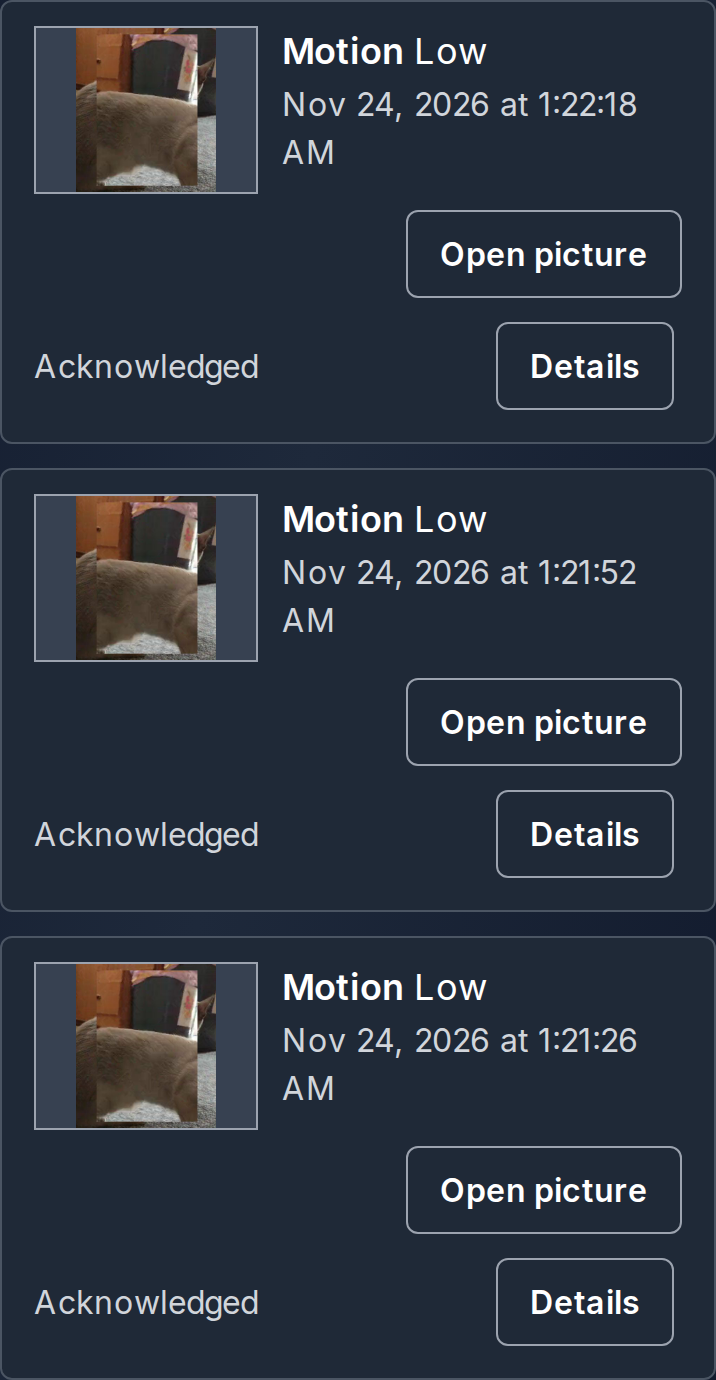 Motion Low
Nov 24, 2026 at 1:22:18
AM
Open picture
Acknowledged
Details
Motion Low
Nov 24, 2026 at 1:21:52
AM
Open picture
Acknowledged
Details
Motion Low
Nov 24, 2026 at 1:21:26
AM
Open picture
Acknowledged
Details